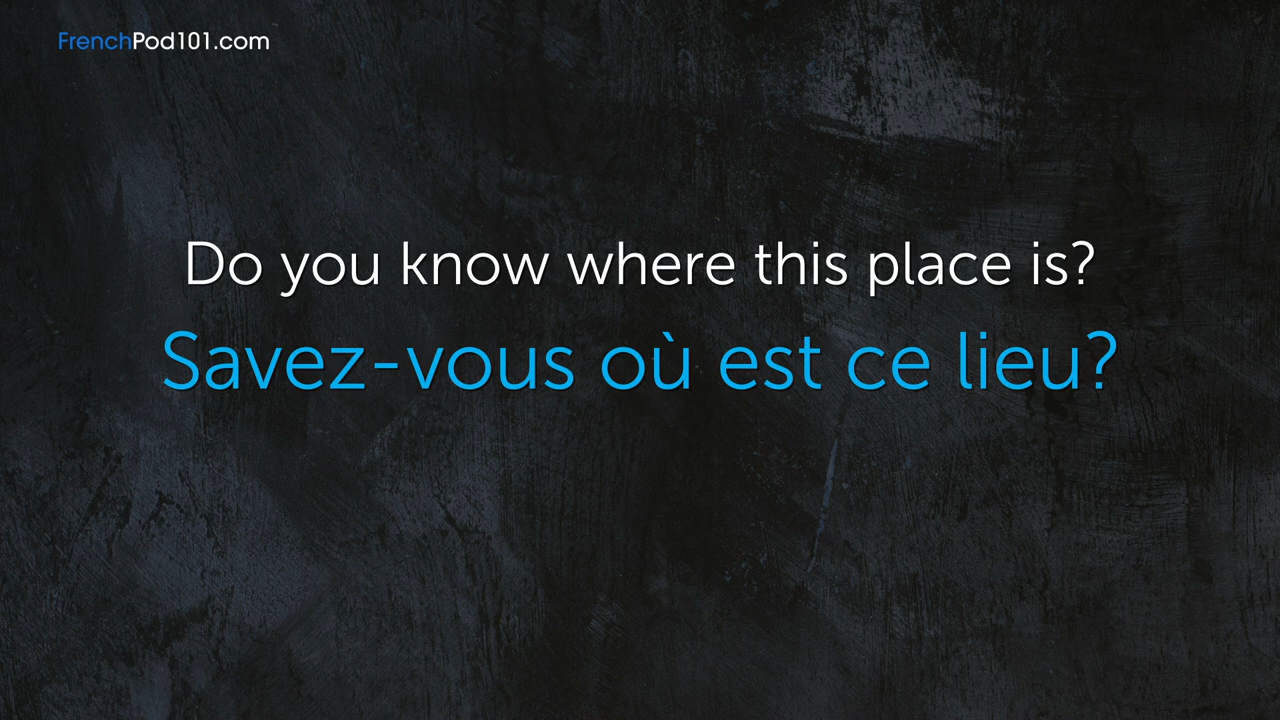 FrenchPod101.com
Do you know where this place is?
Savez-vous où est ce lieu?